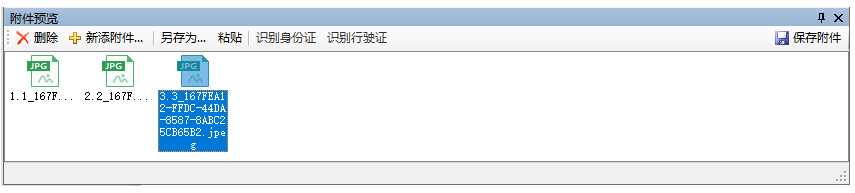 附件预览
删除 新添附件... 另存为... 粘贴 识别身份证 识别行驶证 保存附件
JPG JPG JPG
1.1_167F... 2.2_167F... 3.3_167FEA1
2-FFDC-44DA
-8587-8ABC2
5CB65B2.jpe
g